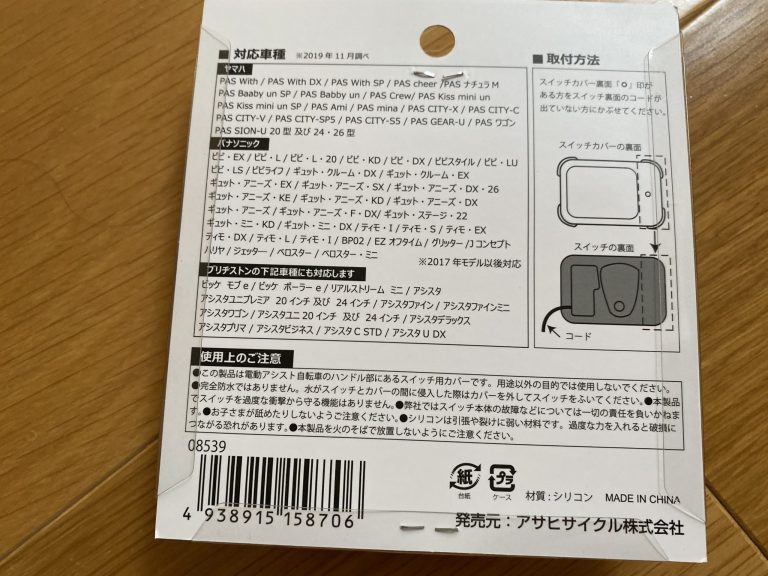 ■ 対応車種 ※2019年11月調べ
ヤマハ
PAS With / PAS With DX / PAS With SP / PAS cheer /PAS ナチュラM
PAS Baaby un SP / PAS Babby un / PAS Crew/ PAS Kiss mini un
PAS Kiss mini un SP / PAS Ami / PAS mina / PAS CITY-X / PAS CITY-C
PAS CITY-V / PAS CITY-SP5 / PAS CITY-S5 / PAS GEAR-U / PAS ワゴン
PAS SION-U 20型 及び 24・26型
パナソニック
ビビ・EX / ビビ・L / ビビ・L・20 / ビビ・KD / ビビ・DX / ビビスタイル / ビビ・LU
ビビ・LS / ビビライフ / ギュット・クルーム・DX / ギュット・クルーム・EX
ギュット・アニーズ・EX / ギュット・アニーズ・SX / ギュット・アニーズ・DX・26
ギュット・アニーズ・KE / ギュット・アニーズ・KD / ギュット・アニーズ・DX
ギュット・アニーズ / ギュット・アニーズ・F・DX/ ギュット・ステージ・22
ギュット・ミニ・KD / ギュット・ミニ・DX / ティモ・I / ティモ・S / ティモ・EX
ティモ・DX / ティモ・L / ティモ・I / BP02 / EZ オフタイム / グリッター /J コンセプト
ハリヤ / ジェッター / ベロスター / ベロスター・ミニ
※2017年モデル以後対応
ブリヂストンの下記車種にも対応します
ビッケ モブ e / ビッケ ポーラー e / リアルストリーム ミニ / アシスタ
アシスタユニプレミア 20インチ 及び 24インチ / アシスタファイン / アシスタファインミニ
アシスタワゴン / アシスタユニ 20インチ 及び 24インチ / アシスタデラックス
アシスタプリマ / アシスタビジネス / アシスタ C STD / アシスタ U DX
■ 取付方法
スイッチカバー裏面「○」印が
ある方をスイッチ裏面のコードが
出ていない方にかぶせてください。
スイッチカバーの裏面
スイッチの裏面
コード
使用上のご注意
●この製品は電動アシスト自転車のハンドル部にあるスイッチ用カバーです。用途以外の目的では使用しないでください。
●完全防水ではありません。水がスイッチとカバーの間に侵入した際はカバーを外してスイッチをふいてください。●本製品
でスイッチを過度な衝撃から守る機能はありません。●弊社ではスイッチ本体の故障などについては一切の責任を負いかねま
す。●お子さまが舐めたりしないようご注意ください。●シリコンは引張や裂けに弱い材料です。過度な力を入れると破損に
つながる恐れがあります。●本製品を火のそばで放置しないようにご注意ください。
08539
4 938915 158706
紙
台紙
プラ
ケース
材質:シリコン MADE IN CHINA
発売元:アサヒサイクル株式会社